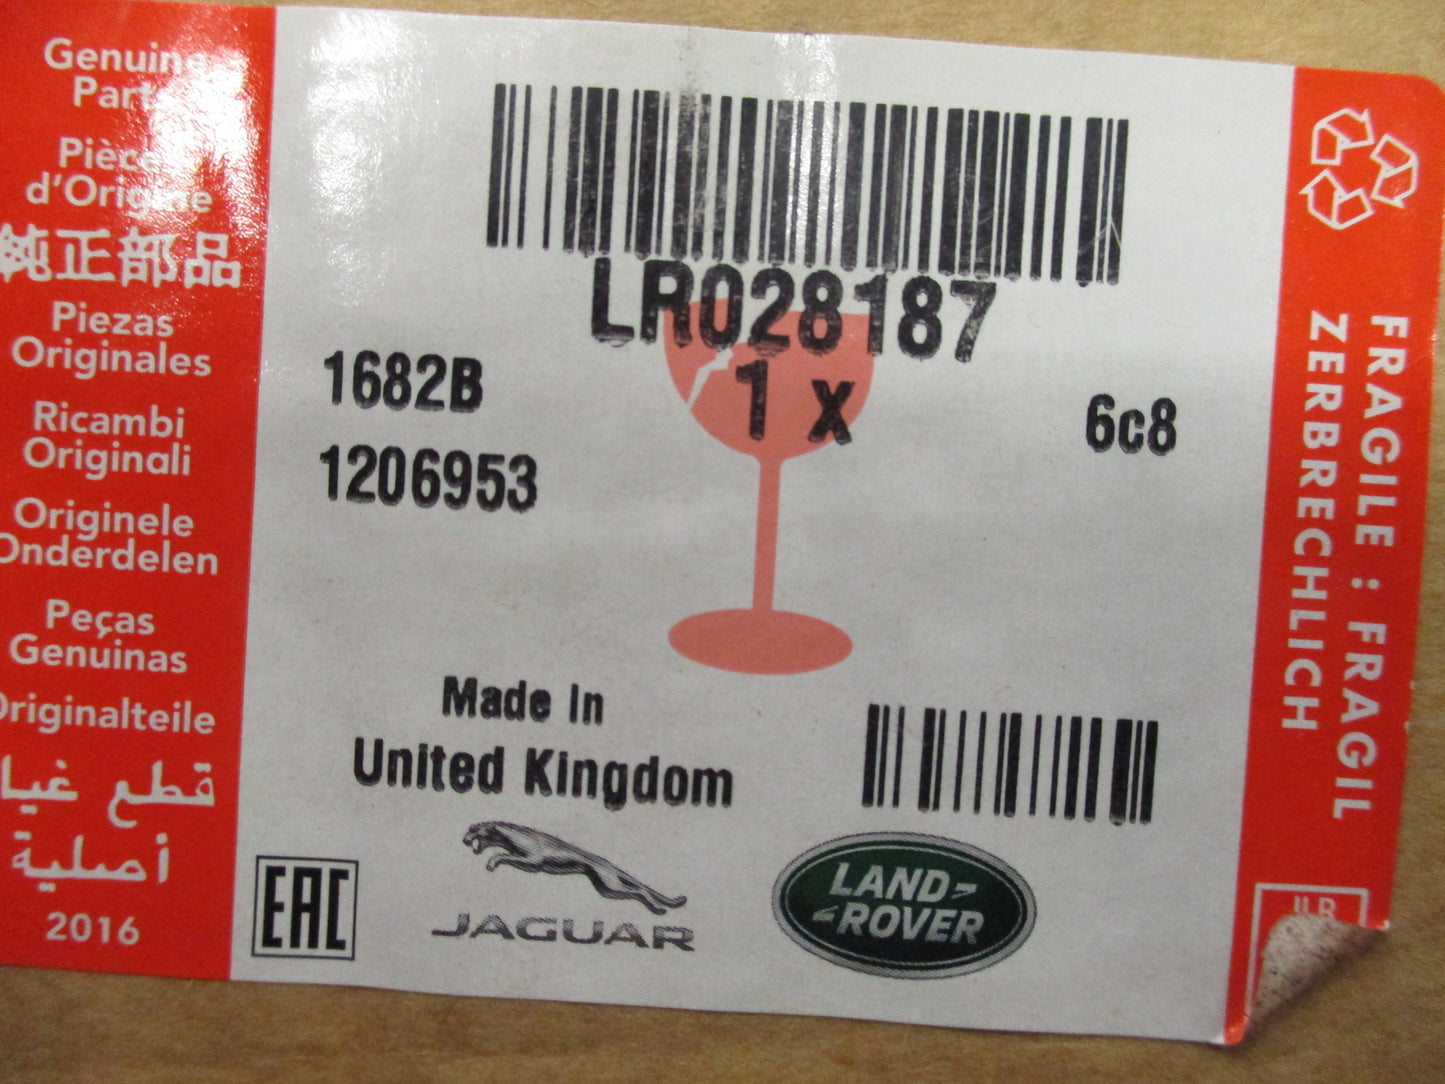 Genuine
Parts
Pièces
d'Origine
純正部品
Piezas
Originales
Ricambi
Originali
Originele
Onderdelen
Peças
Genuinas
Originalteile
قطع غيار
أصلية
2016
LR028187
1682B
1 x
6c8
1206953
Made In
United Kingdom
EAC
JAGUAR
LAND-
-ROVER
FRAGILE : FRAGIL
ZERBRECHLICH